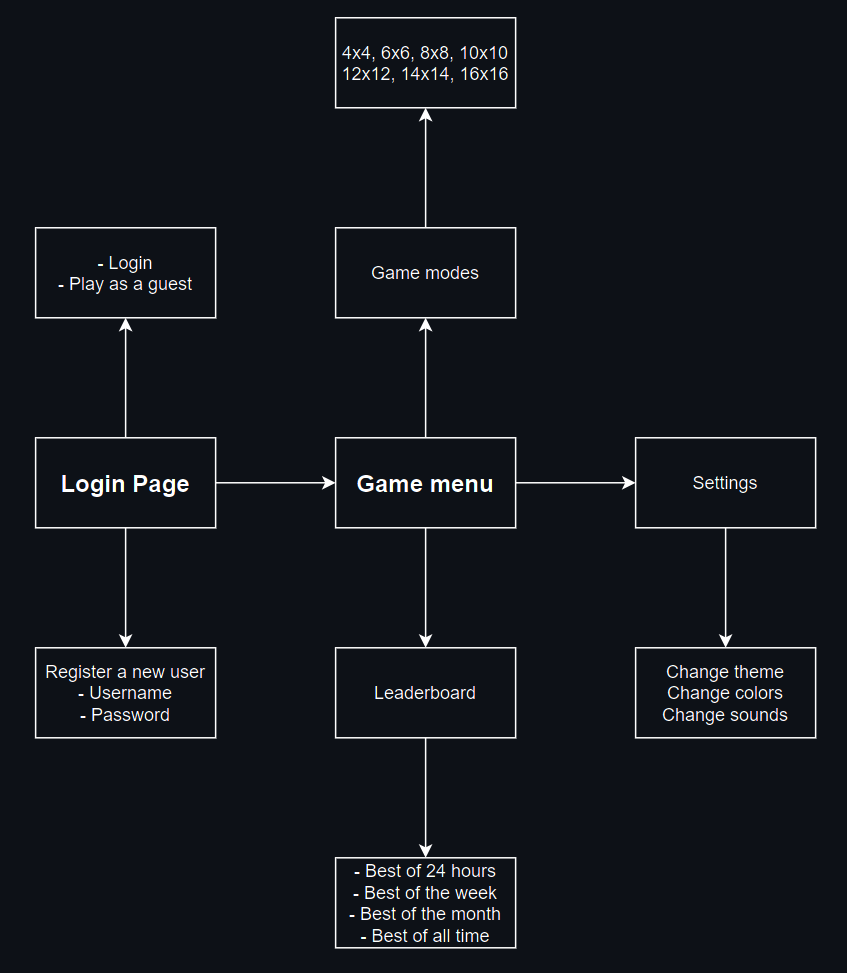 4x4, 6x6, 8x8, 10x10
12x12, 14x14, 16x16
- Login
- Play as a guest
Game modes
Login Page
Game menu
Settings
Register a new user
- Username
- Password
Leaderboard
Change theme
Change colors
Change sounds
- Best of 24 hours
- Best of the week
- Best of the month
- Best of all time